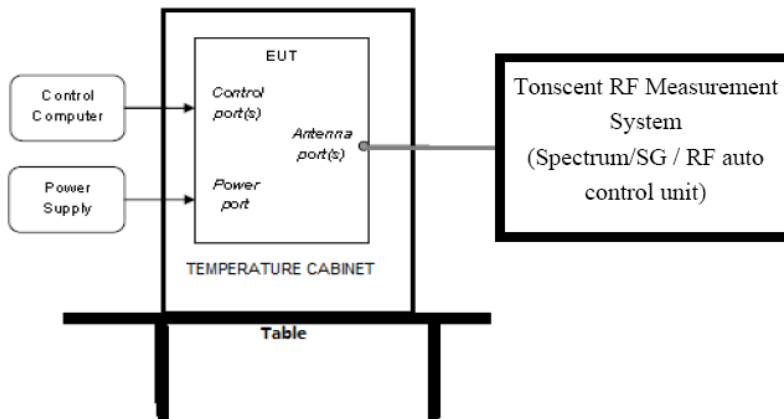 EUT
Control
Computer
Control
port(s)
Antenna
port(s)
Power
Supply
Power
port
TEMPERATURE CABINET
Table
Tonscent RF Measurement
System
(Spectrum/SG / RF auto
control unit)